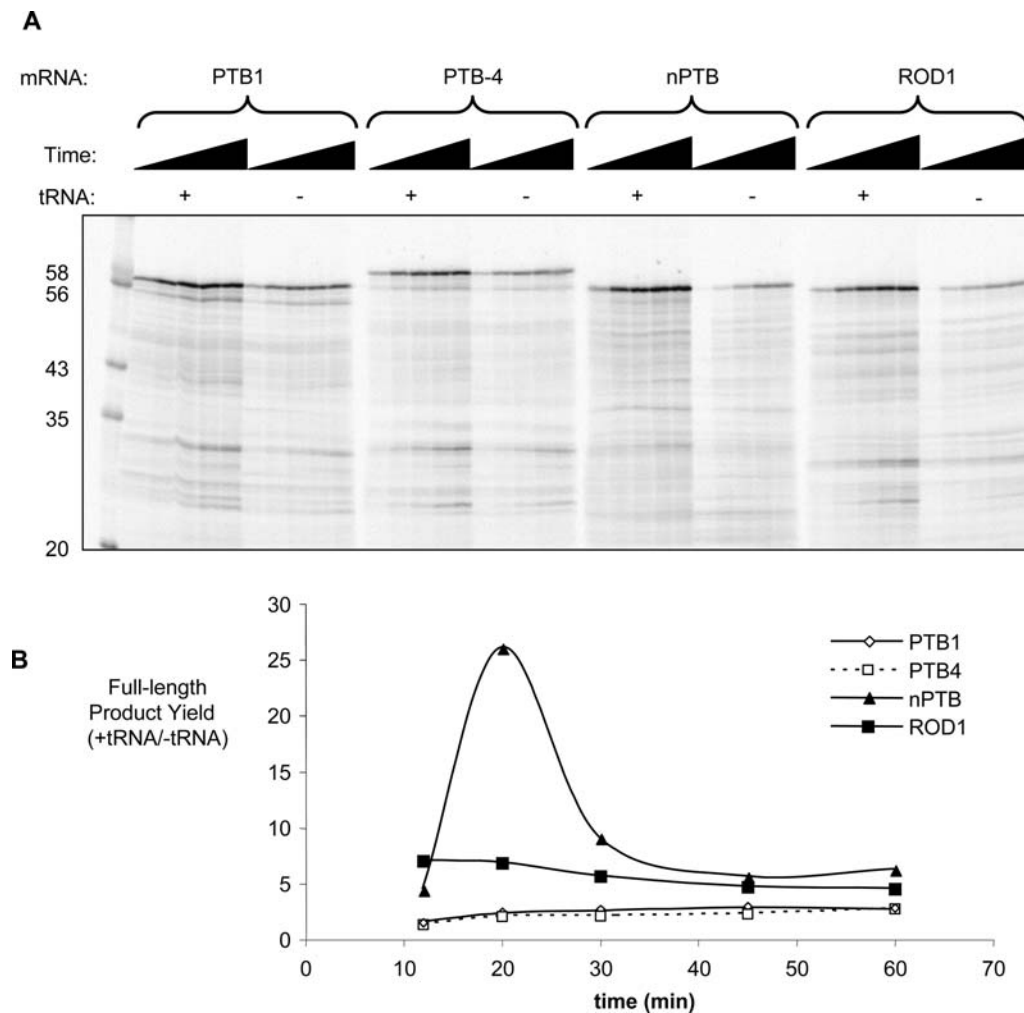 A
mRNA: PTB1 PTB-4 nPTB ROD1
Time:
tRNA: + - + - + - + -
58
56
43
35
20
B
30
25
20
15
10
5
0
Full-length
Product Yield
(+tRNA/-tRNA)
PTB1
PTB4
nPTB
ROD1
0 10 20 30 40 50 60 70
time (min)